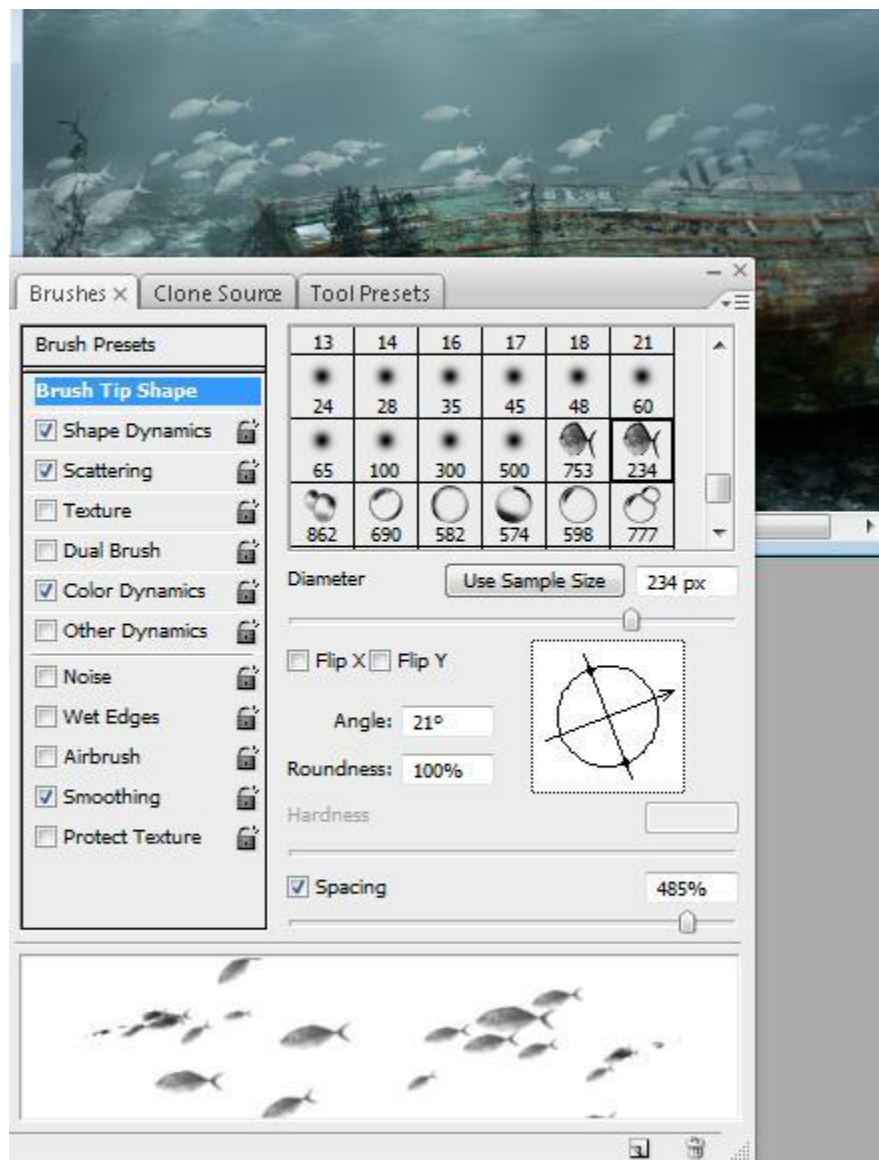 Brushes × Clone Source Tool Presets
Brush Presets
Brush Tip Shape
Shape Dynamics
Scattering
Texture
Dual Brush
Color Dynamics
Other Dynamics
Noise
Wet Edges
Airbrush
Smoothing
Protect Texture
13 14 16 17 18 21
24 28 35 45 48 60
65 100 300 500 753 234
862 690 582 574 598 777
Diameter Use Sample Size 234 px
Flip X Flip Y
Angle: 21º
Roundness: 100%
Hardness
Spacing 485%